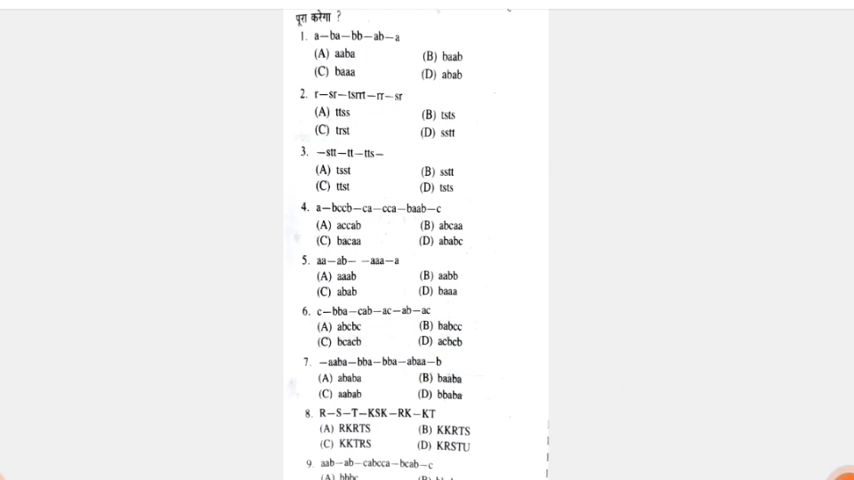 पूरा करेगा ?
1. a–ba–bb–ab–a
(A) aaba (B) baab
(C) baaa (D) abab
2. r–sr–tsrrt–rr–sr
(A) ttss (B) tsts
(C) trst (D) sstt
3. –stt–tt–tts–
(A) tsst (B) sstt
(C) ttst (D) tsts
4. a–bccb–ca–cca–baab–c
(A) accab (B) abcaa
(C) bacaa (D) ababc
5. aa–ab– –aaa–a
(A) aaab (B) aabb
(C) abab (D) baaa
6. c–bba–cab–ac–ab–ac
(A) abcbc (B) babcc
(C) bcacb (D) acbcb
7. –aaba–bba–bba–abaa–b
(A) ababa (B) baaba
(C) aabab (D) bbaba
8. R–S–T–KSK–RK–KT
(A) RKRTS (B) KKRTS
(C) KKTRS (D) KRSTU
9. aab–ab–cabcca–bcab–c